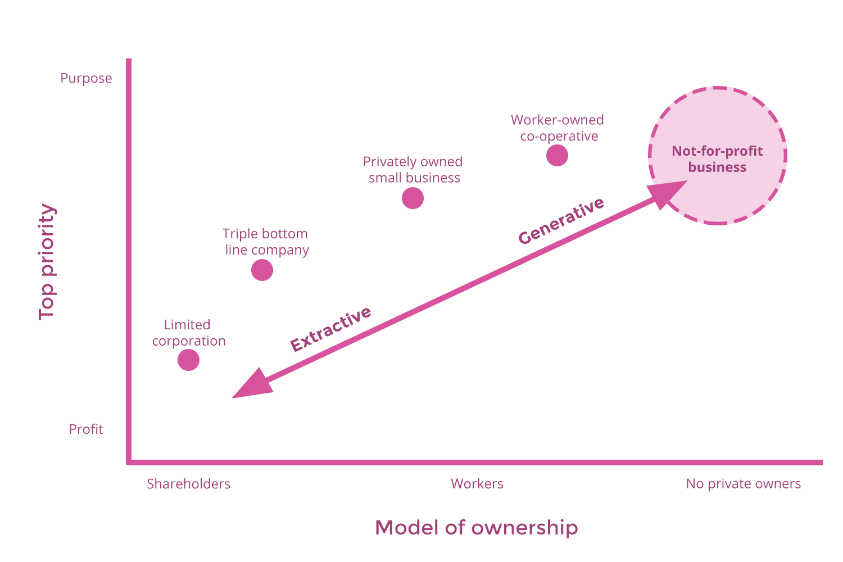 Purpose
Worker-owned
co-operative
Not-for-profit
business
Privately owned
small business
Generative
Triple bottom
line company
Top priority
Extractive
Limited
corporation
Profit
Shareholders
Workers
No private owners
Model of ownership